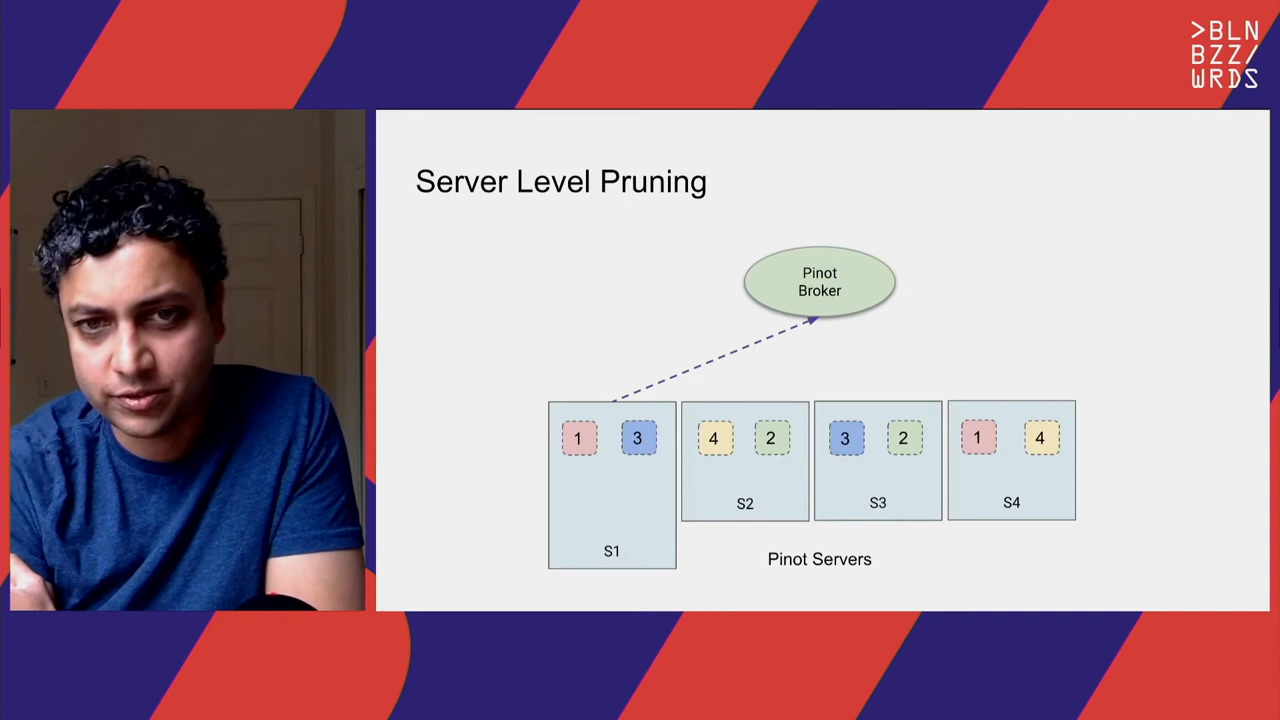 >BLN
BZZ/
WRDS
Server Level Pruning
Pinot
Broker
1 3 4 2 3 2 1 4
S2 S3 S4
S1
Pinot Servers